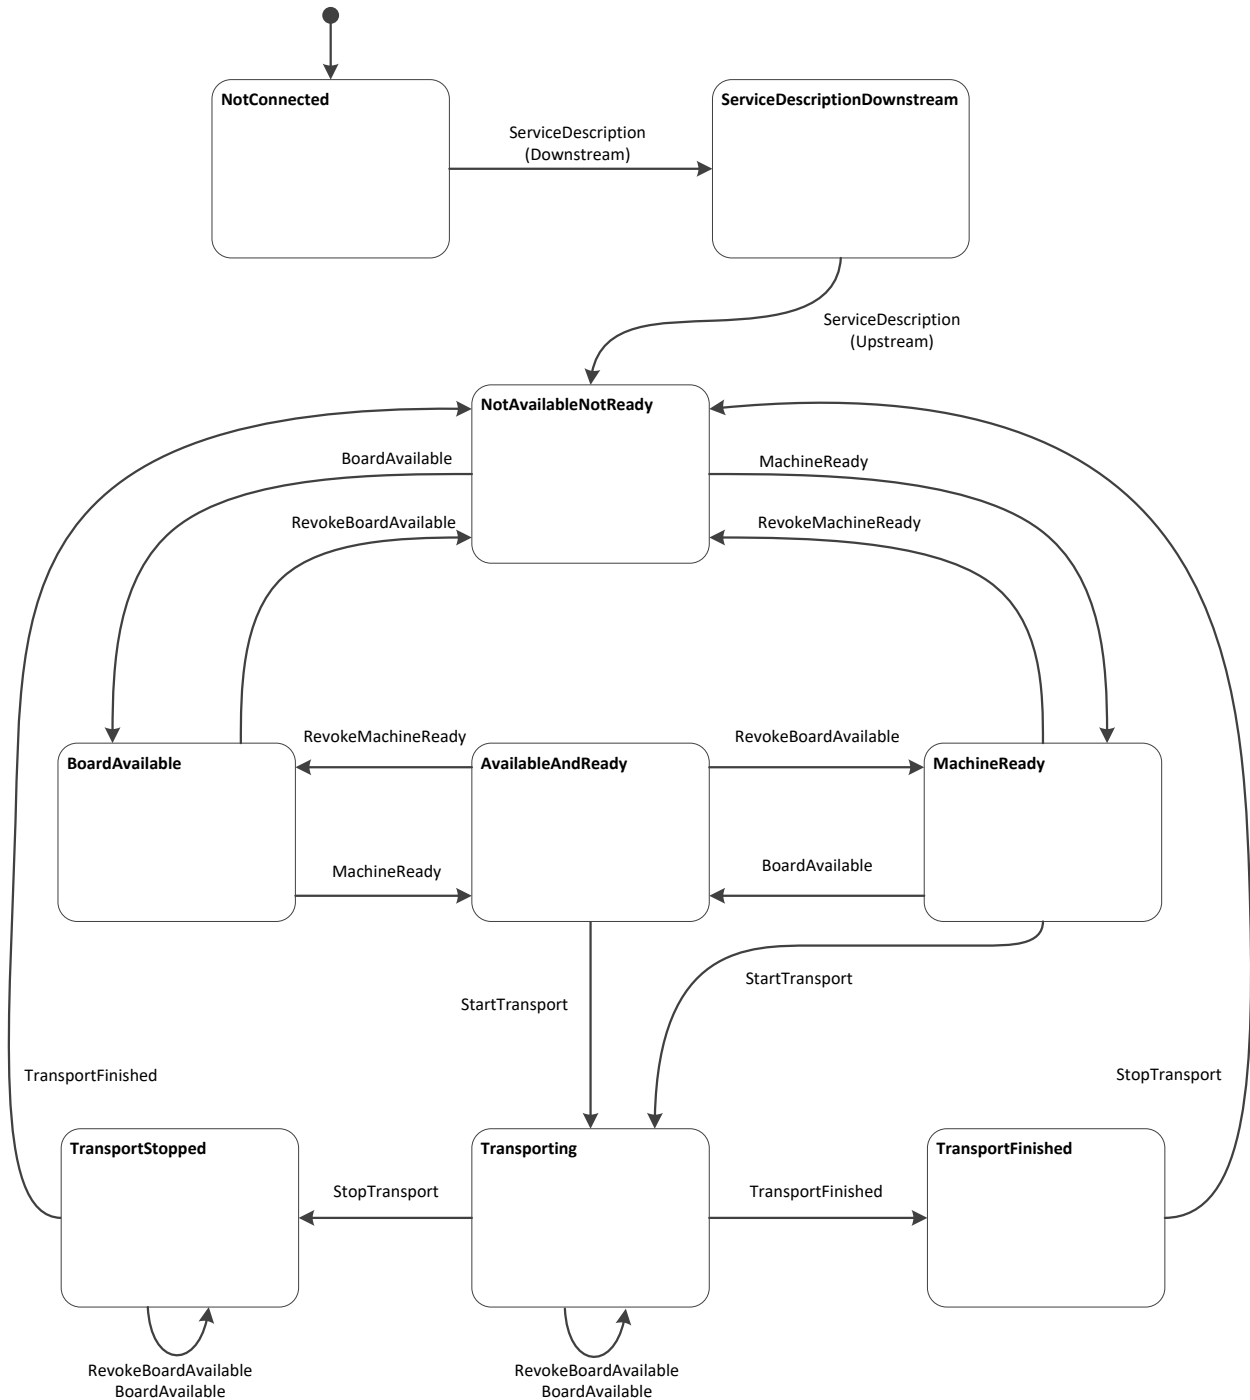 NotConnected
ServiceDescriptionDownstream
ServiceDescription
(Downstream)
ServiceDescription
(Upstream)
NotAvailableNotReady
BoardAvailable
MachineReady
RevokeBoardAvailable
RevokeMachineReady
RevokeMachineReady
RevokeBoardAvailable
BoardAvailable
AvailableAndReady
MachineReady
MachineReady
BoardAvailable
StartTransport
StartTransport
TransportFinished
StopTransport
TransportStopped
Transporting
TransportFinished
StopTransport
TransportFinished
RevokeBoardAvailable
BoardAvailable
RevokeBoardAvailable
BoardAvailable